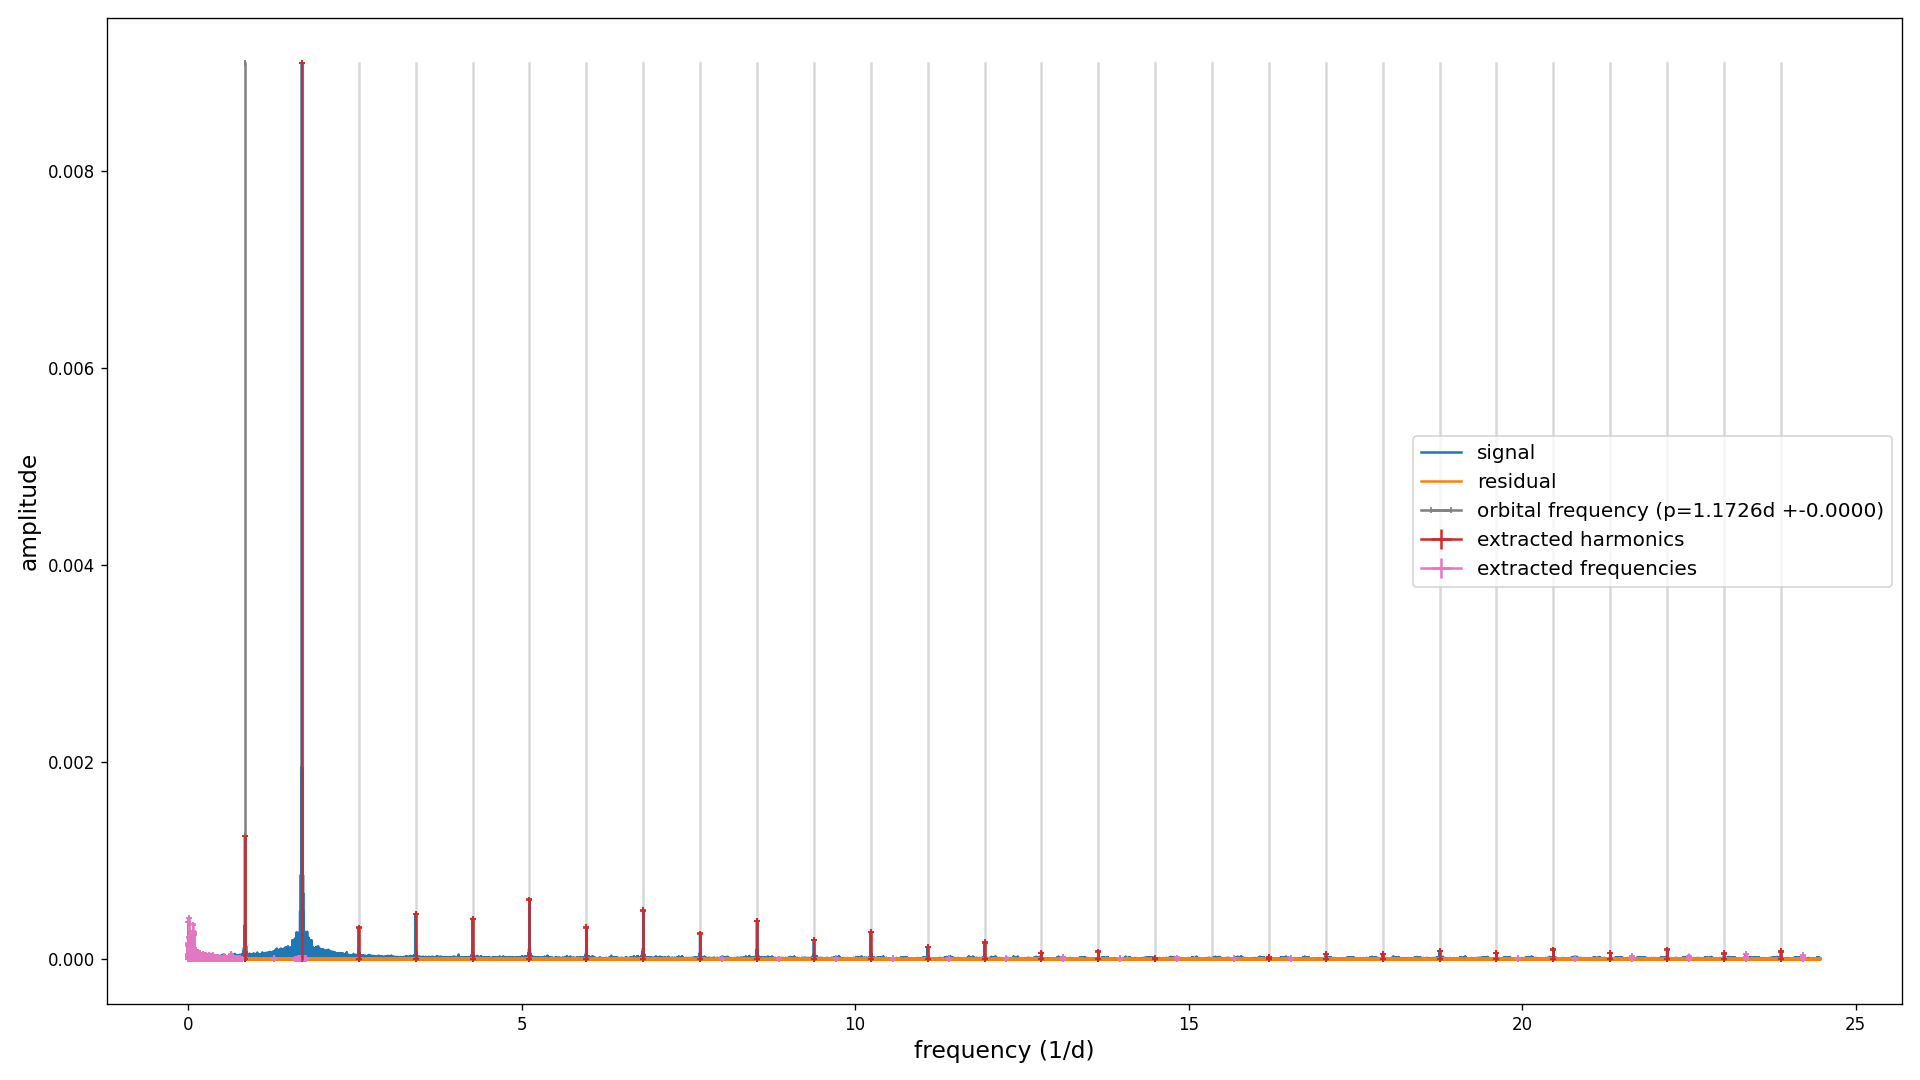 0.008
0.006
0.004
0.002
0.000
amplitude
signal
residual
orbital frequency (p=1.1726d +-0.0000)
extracted harmonics
extracted frequencies
0 5 10 15 20 25
frequency (1/d)